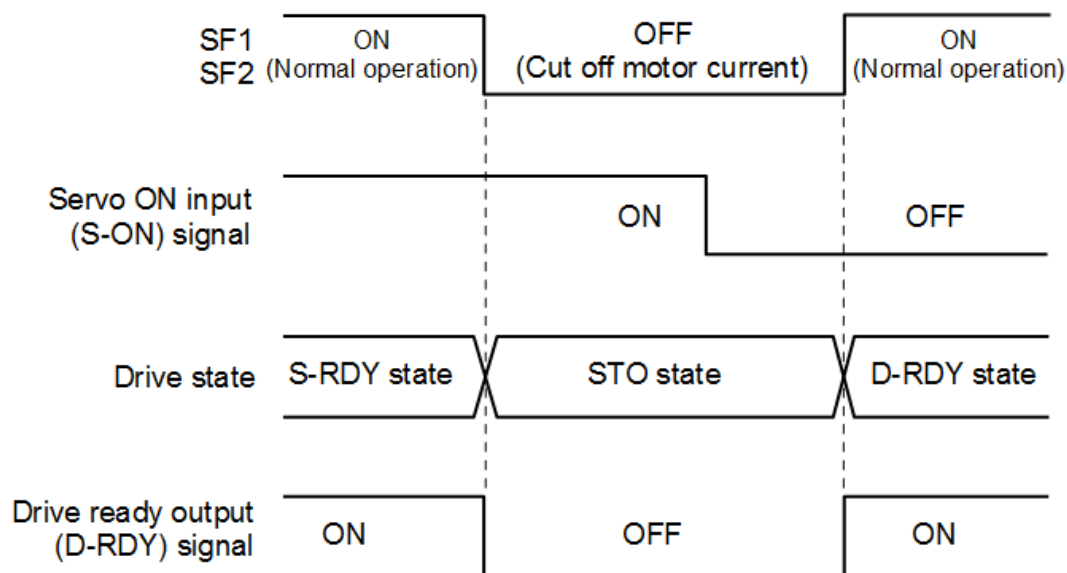 SF1
SF2
ON
(Normal operation)
OFF
(Cut off motor current)
ON
(Normal operation)
Servo ON input
(S-ON) signal
ON
OFF
Drive state
S-RDY state
STO state
D-RDY state
Drive ready output
(D-RDY) signal
ON
OFF
ON